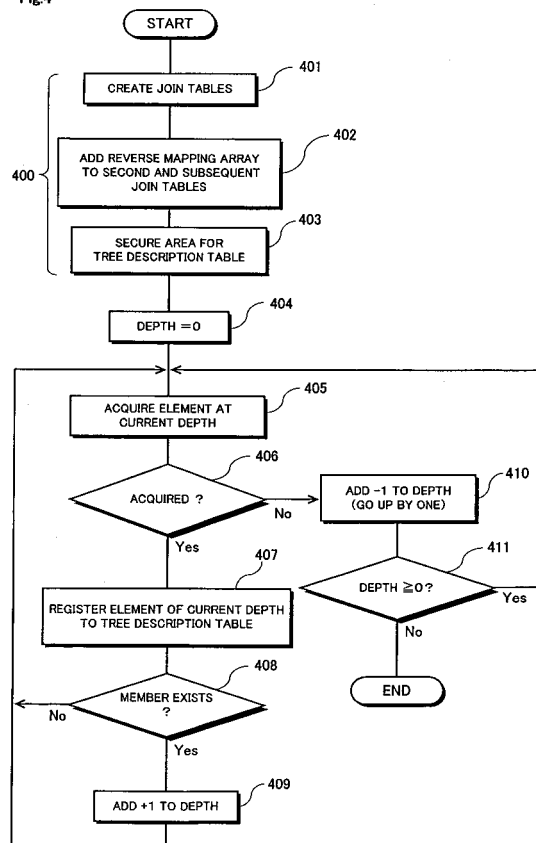 Fig.4
START
401
CREATE JOIN TABLES
402
ADD REVERSE MAPPING ARRAY
TO SECOND AND SUBSEQUENT
JOIN TABLES
400
403
SECURE AREA FOR
TREE DESCRIPTION TABLE
404
DEPTH =0
405
ACQUIRE ELEMENT AT
CURRENT DEPTH
406
ACQUIRED ?
No
Yes
410
ADD -1 TO DEPTH
(GO UP BY ONE)
411
DEPTH ≧0?
Yes
No
END
407
REGISTER ELEMENT OF CURRENT DEPTH
TO TREE DESCRIPTION TABLE
408
MEMBER EXISTS
?
No
Yes
409
ADD +1 TO DEPTH